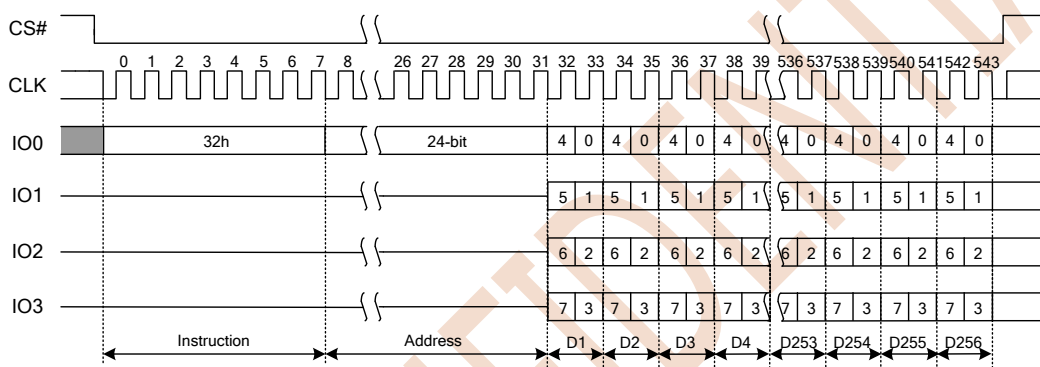 CS#
0 1 2 3 4 5 6 7 8 26 27 28 29 30 31 32 33 34 35 36 37 38 39 536 537 538 539 540 541 542 543
CLK
IO0 32h 24-bit 4 0 4 0 4 0 4 0 4 0 4 0 4 0 4 0
IO1 5 1 5 1 5 1 5 1 5 1 5 1 5 1 5 1
IO2 6 2 6 2 6 2 6 2 6 2 6 2 6 2 6 2
IO3 7 3 7 3 7 3 7 3 7 3 7 3 7 3 7 3
Instruction Address D1 D2 D3 D4 D253 D254 D255 D256